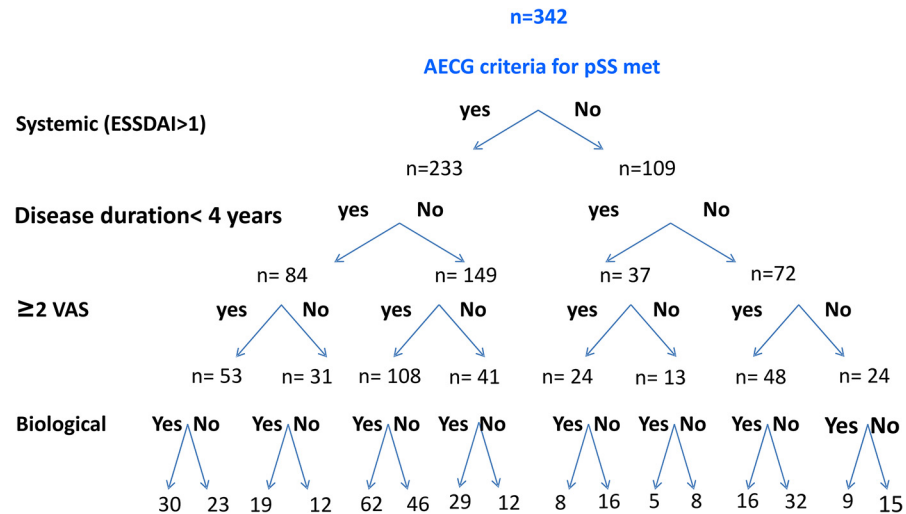 n=342
AECG criteria for pSS met
Systemic (ESSDAI>1)
yes No
n=233 n=109
Disease duration< 4 years
yes No yes No
n= 84 n= 149 n= 37 n=72
≥2 VAS
yes No yes No yes No yes No
n= 53 n= 31 n= 108 n= 41 n= 24 n= 13 n= 48 n= 24
Biological
Yes No Yes No Yes No Yes No Yes No Yes No Yes No Yes No
30 23 19 12 62 46 29 12 8 16 5 8 16 32 9 15